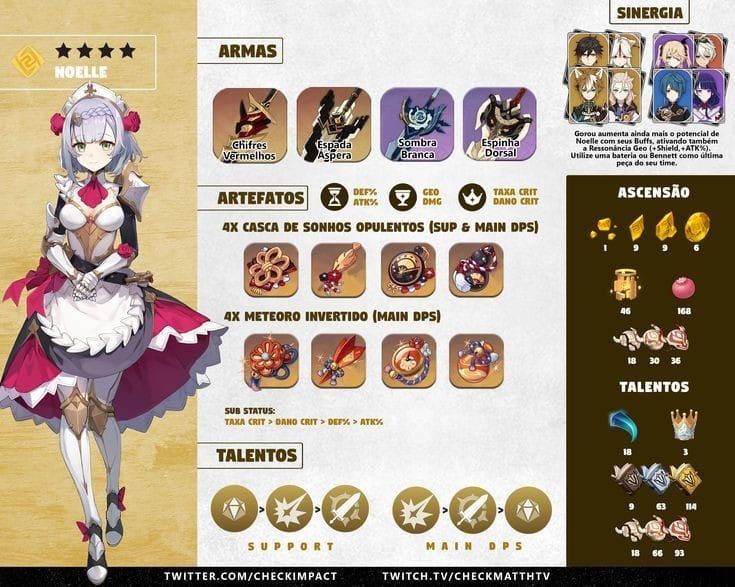 NOELLE
ARMAS
Chifres
Vermelhos
Espada
Áspera
Sombra
Branca
Espinha
Dorsal
ARTEFATOS
DEF%
ATK%
GEO
DMG
TAXA CRIT
DANO CRIT
4X CASCA DE SONHOS OPULENTOS (SUP & MAIN DPS)
4X METEORO INVERTIDO (MAIN DPS)
SUB STATUS:
TAXA CRIT > DANO CRIT > DEF% > ATK%
TALENTOS
> >
SUPPORT
> >
MAIN DPS
SINERGIA
Gorou aumenta ainda mais o potencial de
Noelle com seus Buffs, ativando também
a Ressonância Geo (+Shield,+ATK%).
Utilize uma bateria ou Bennett como última
peça do seu time.
ASCENSÃO
1 9 9 6
46 168
18 30 36
TALENTOS
18 3
9 63 114
18 66 93
TWITTER.COM/CHECKIMPACT
TWITCH.TV/CHECKMATTHTV